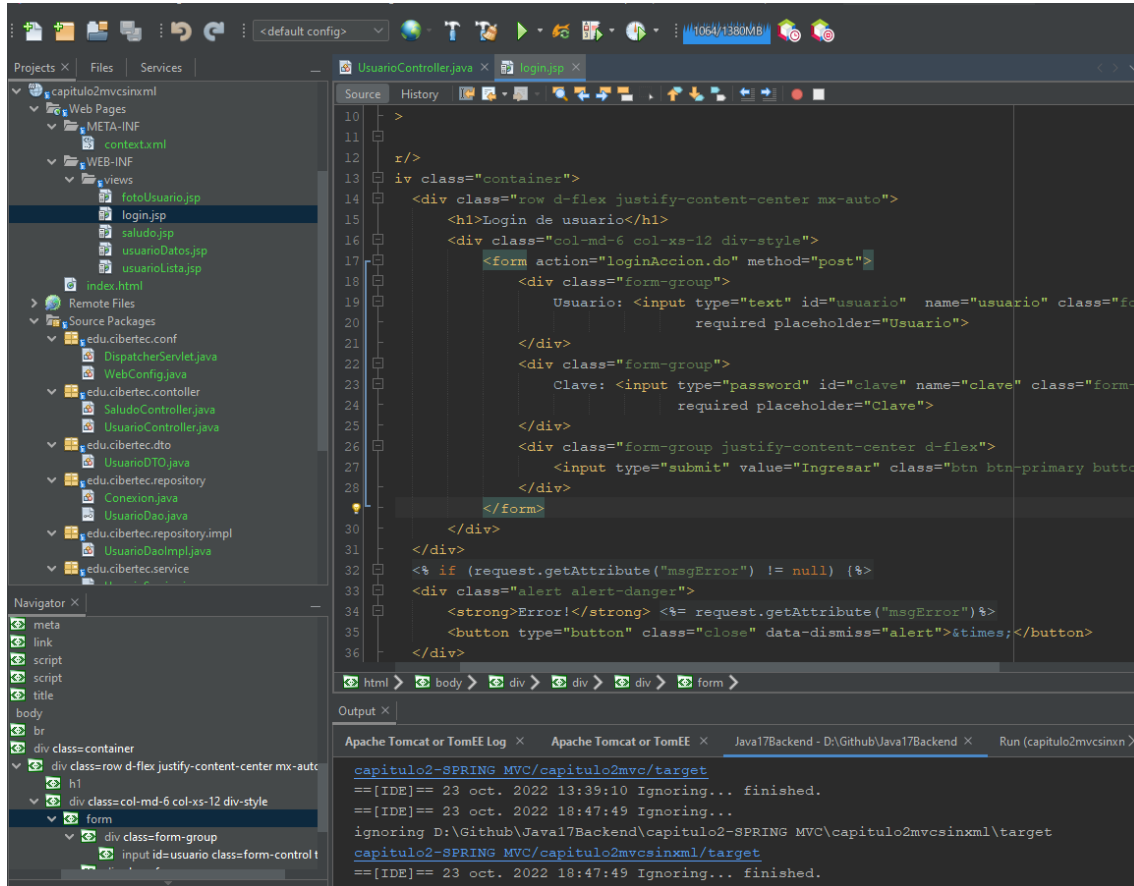 <default config>
1064/1380MB
Projects
Files
Services
capitulo2mvcsinxml
Web Pages
META-INF
context.xml
WEB-INF
views
fotoUsuario.jsp
login.jsp
saludo.jsp
usuarioDatos.jsp
usuarioLista.jsp
index.html
Remote Files
Source Packages
edu.cibertec.conf
DispatcherServlet.java
WebConfig.java
edu.cibertec.contoller
SaludoController.java
UsuarioController.java
edu.cibertec.dto
UsuarioDTO.java
edu.cibertec.repository
Conexion.java
UsuarioDao.java
edu.cibertec.repository.impl
UsuarioDaoImpl.java
edu.cibertec.service
Navigator
meta
link
script
script
title
body
br
div class=container
div class=row d-flex justify-content-center mx-auto
h1
div class=col-md-6 col-xs-12 div-style
form
div class=form-group
input id=usuario class=form-control t
UsuarioController.java
login.jsp
Source
History
10 >
11
12 r/>
13 iv class="container">
14 <div class="row d-flex justify-content-center mx-auto">
15 <h1>Login de usuario</h1>
16 <div class="col-md-6 col-xs-12 div-style">
17 <form action="loginAccion.do" method="post">
18 <div class="form-group">
19 Usuario: <input type="text" id="usuario"  name="usuario" class="fo
20 required placeholder="Usuario">
21 </div>
22 <div class="form-group">
23 Clave: <input type="password" id="clave" name="clave" class="form-
24 required placeholder="Clave">
25 </div>
26 <div class="form-group justify-content-center d-flex">
27 <input type="submit" value="Ingresar" class="btn btn-primary butto
28 </div>
</form>
30 </div>
31 </div>
32 <% if (request.getAttribute("msgError") != null) {%>
33 <div class="alert alert-danger">
34 <strong>Error!</strong> <%= request.getAttribute("msgError")%>
35 <button type="button" class="close" data-dismiss="alert">&times;</button>
36 </div>
html body div div div form
Output
Apache Tomcat or TomEE Log
Apache Tomcat or TomEE
Java17Backend - D:\Github\Java17Backend
Run (capitulo2mvcsinxn
capitulo2-SPRING MVC/capitulo2mvc/target
==[IDE]== 23 oct. 2022 13:39:10 Ignoring... finished.
==[IDE]== 23 oct. 2022 18:47:49 Ignoring...
ignoring D:\Github\Java17Backend\capitulo2-SPRING MVC\capitulo2mvcsinxml\target
capitulo2-SPRING MVC/capitulo2mvcsinxml/target
==[IDE]== 23 oct. 2022 18:47:49 Ignoring... finished.